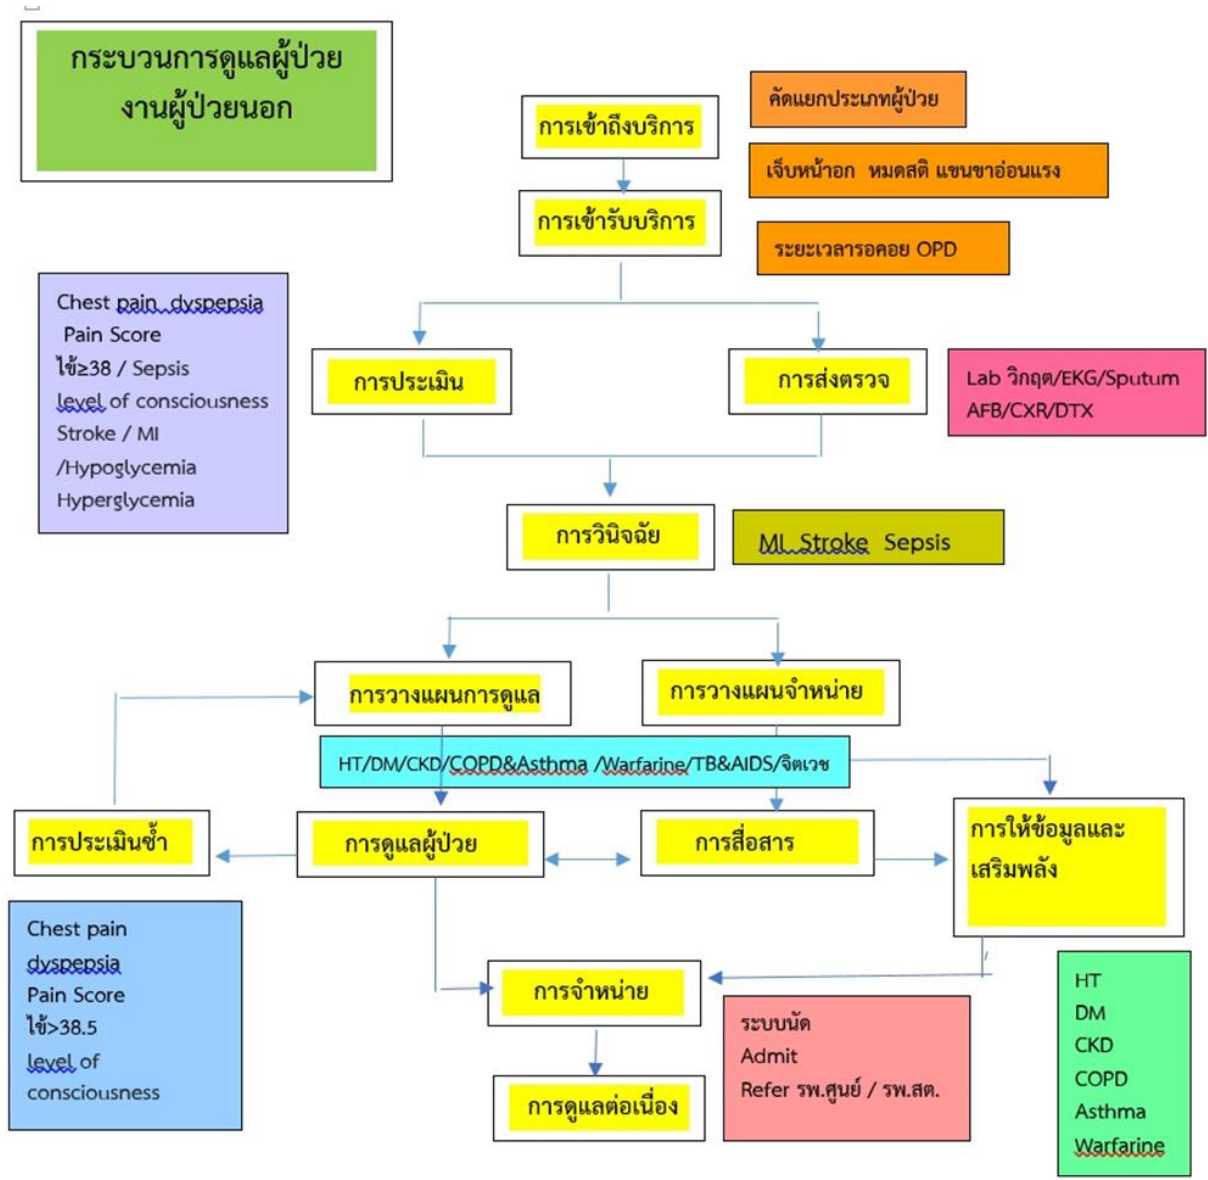 กระบวนการดูแลผู้ป่วย
งานผู้ป่วยนอก
การเข้าถึงบริการ
คัดแยกประเภทผู้ป่วย
เจ็บหน้าอก หมดสติ แขนขาอ่อนแรง
การเข้ารับบริการ
ระยะเวลารอคอย OPD
Chest pain dyspepsia
Pain Score
ไข้≥38 / Sepsis
level of consciousness
Stroke / MI
/Hypoglycemia
Hyperglycemia
การประเมิน
การส่งตรวจ
Lab วิกฤต/EKG/Sputum
AFB/CXR/DTX
การวินิจฉัย
MI Stroke Sepsis
การวางแผนการดูแล
การวางแผนจำหน่าย
HT/DM/CKD/COPD&Asthma /Warfarine/TB&AIDS/จิตเวช
การประเมินซ้ำ
การดูแลผู้ป่วย
การสื่อสาร
การให้ข้อมูลและ
เสริมพลัง
Chest pain
dyspepsia
Pain Score
ไข้>38.5
level of
consciousness
การจำหน่าย
ระบบนัด
Admit
Refer รพ.ศูนย์ / รพ.สต.
HT
DM
CKD
COPD
Asthma
Warfarine
การดูแลต่อเนื่อง